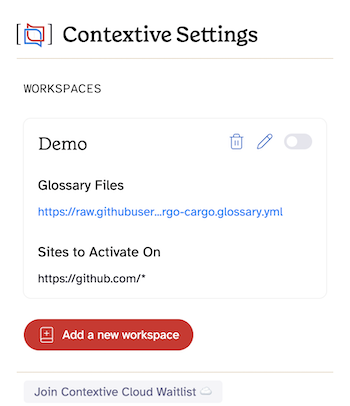 Contextive Settings
WORKSPACES
Demo
Glossary Files
https://raw.githubuser...rgo-cargo.glossary.yml
Sites to Activate On
https://github.com/*
Add a new workspace
Join Contextive Cloud Waitlist